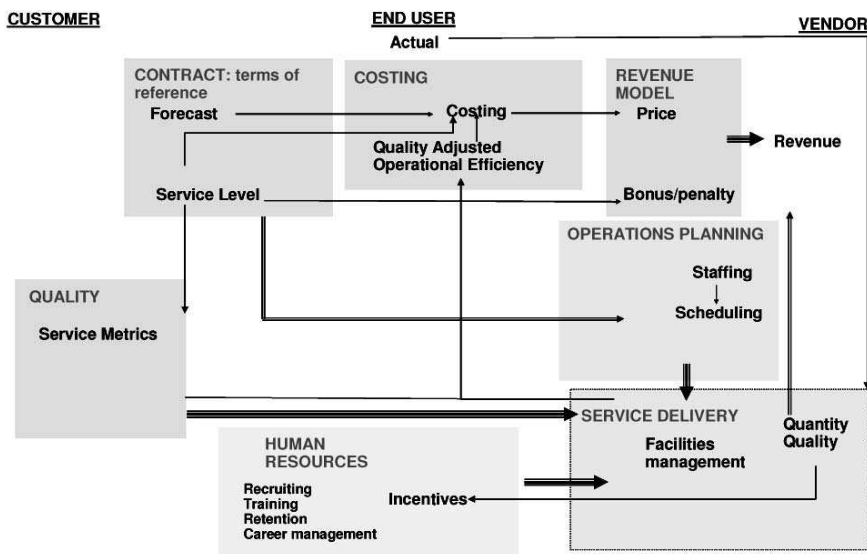 CUSTOMER
END USER
VENDOR
Actual
CONTRACT: terms of
reference
Forecast
Service Level
COSTING
Costing
Quality Adjusted
Operational Efficiency
REVENUE
MODEL
Price
Bonus/penalty
Revenue
OPERATIONS PLANNING
Staffing
Scheduling
QUALITY
Service Metrics
SERVICE DELIVERY
Facilities
management
Quantity
Quality
HUMAN
RESOURCES
Recruiting
Training
Retention
Career management
Incentives